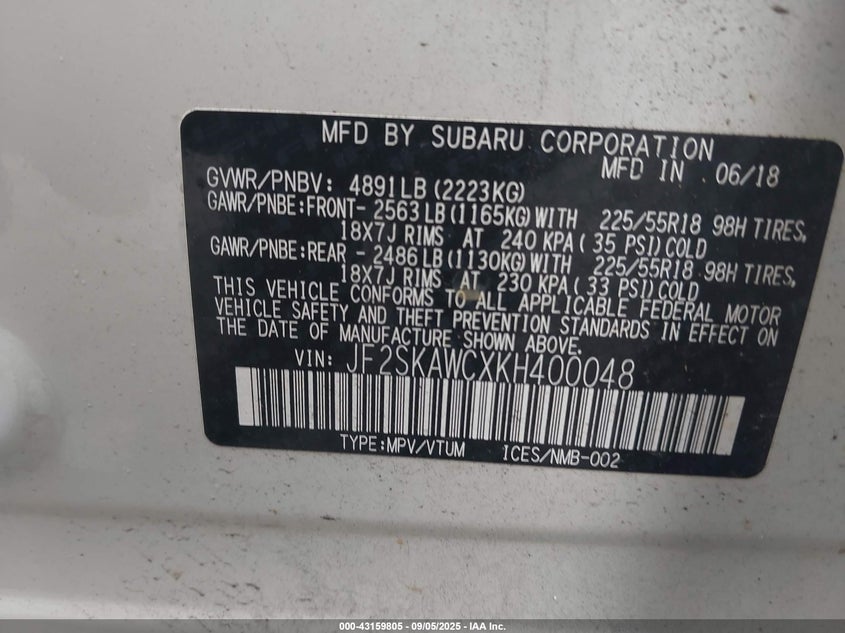 MFD BY SUBARU CORPORATION
MFD IN 06/18
GVWR/PNBV: 4891LB(2223KG)
GAWR/PNBE:FRONT- 2563LB(1165KG)WITH 225/55R18 98H TIRES,
18X7J RIMS AT 240 KPA( 35 PSI)COLD
GAWR/PNBE:REAR - 2486LB(1130KG)WITH 225/55R18 98H TIRES,
18X7J RIMS AT 230 KPA( 33 PSI)COLD
THIS VEHICLE CONFORMS TO ALL APPLICABLE FEDERAL MOTOR
VEHICLE SAFETY AND THEFT PREVENTION STANDARDS IN EFFECT ON
THE DATE OF MANUFACTURE SHOWN ABOVE.
VIN: JF2SKAWCXKH400048
TYPE:MPV/VTUM ICES/NMB-002
000-43159805 - 09/05/2025 - IAA Inc.